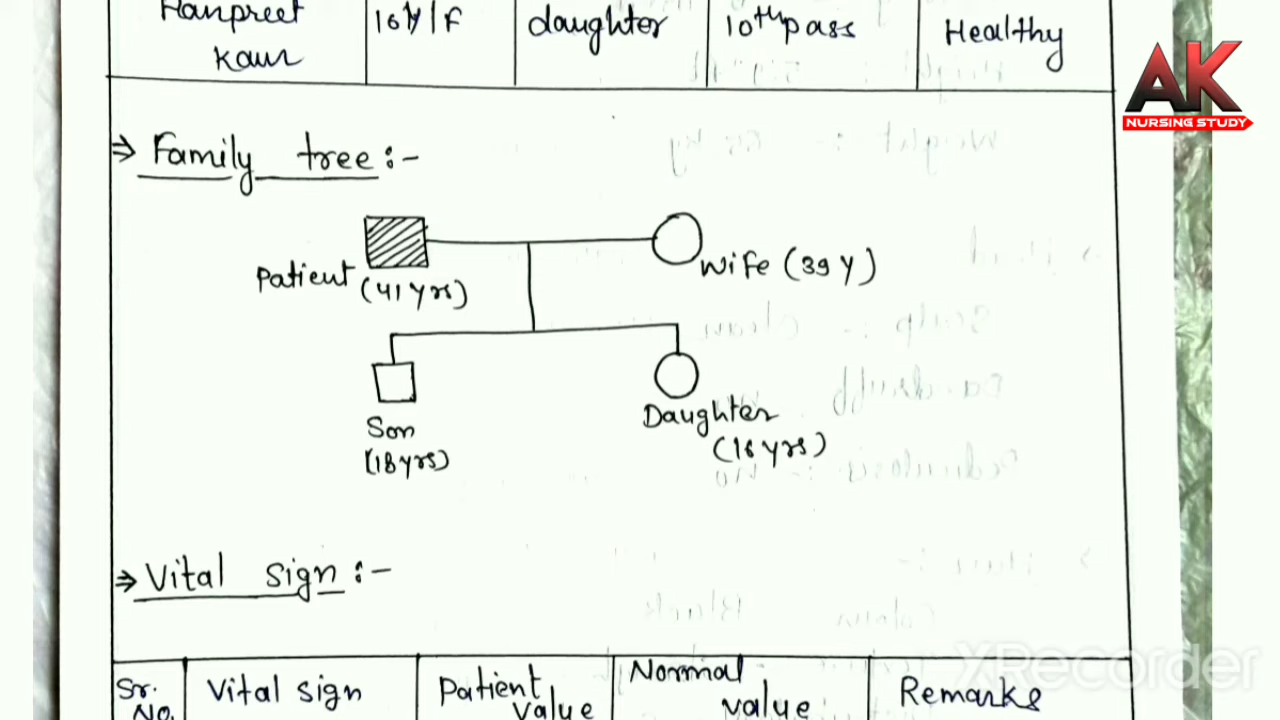 Hanpreet Kaur 16Y/F daughter 10th pass Healthy
AK
NURSING STUDY
⇒ Family tree:-
Patient (41 yrs)
Wife (39 Y)
Son (18 yrs)
Daughter (16 yrs)
⇒ Vital sign:-
Sr. No. Vital sign Patient value Normal value Remarks
XRecorder